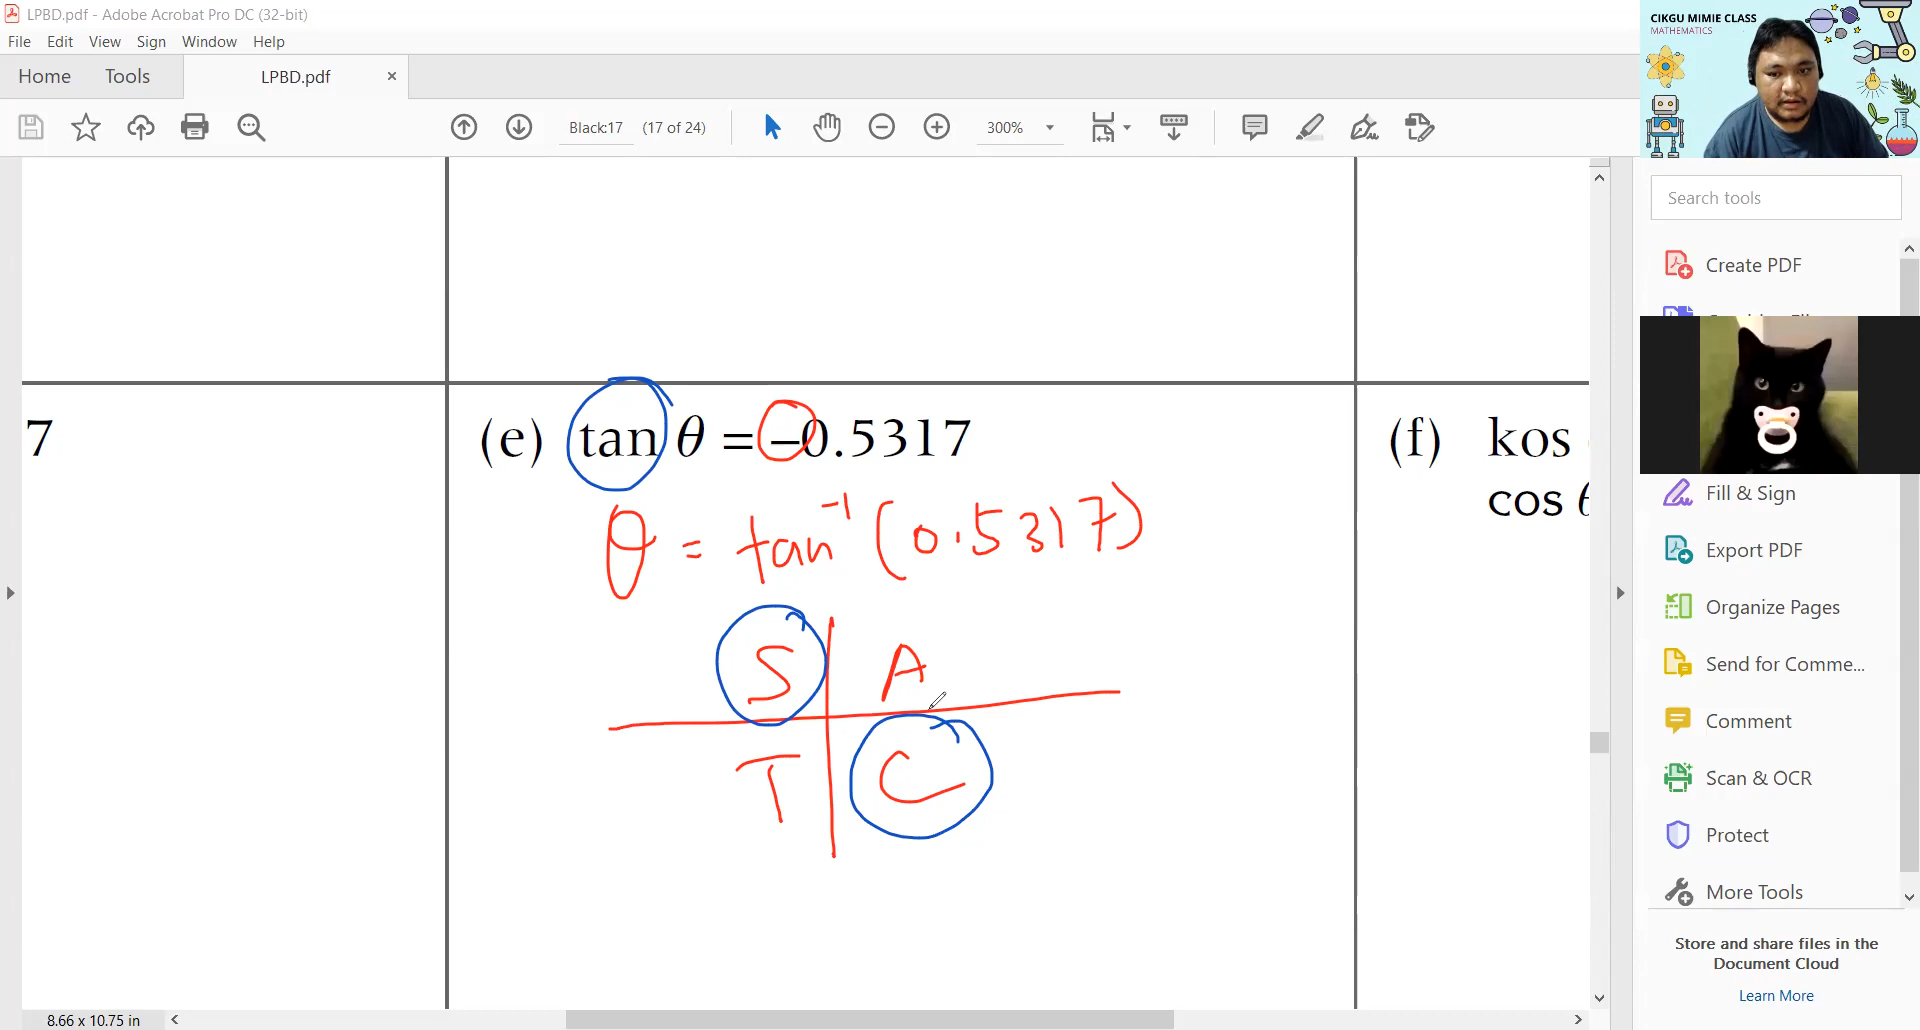 LPBD.pdf - Adobe Acrobat Pro DC (32-bit)
File Edit View Sign Window Help
Home Tools LPBD.pdf ×
Black:17 (17 of 24) 300%
CIKGU MIMIE CLASS
MATHEMATICS
Search tools
Create PDF
Fill & Sign
Export PDF
Organize Pages
Send for Comme...
Comment
Scan & OCR
Protect
More Tools
Store and share files in the
Document Cloud
Learn More
7
(e) tan θ = –0.5317
θ = tan⁻¹ (0.5317)
S A
T C
(f) kos
cos θ
8.66 x 10.75 in